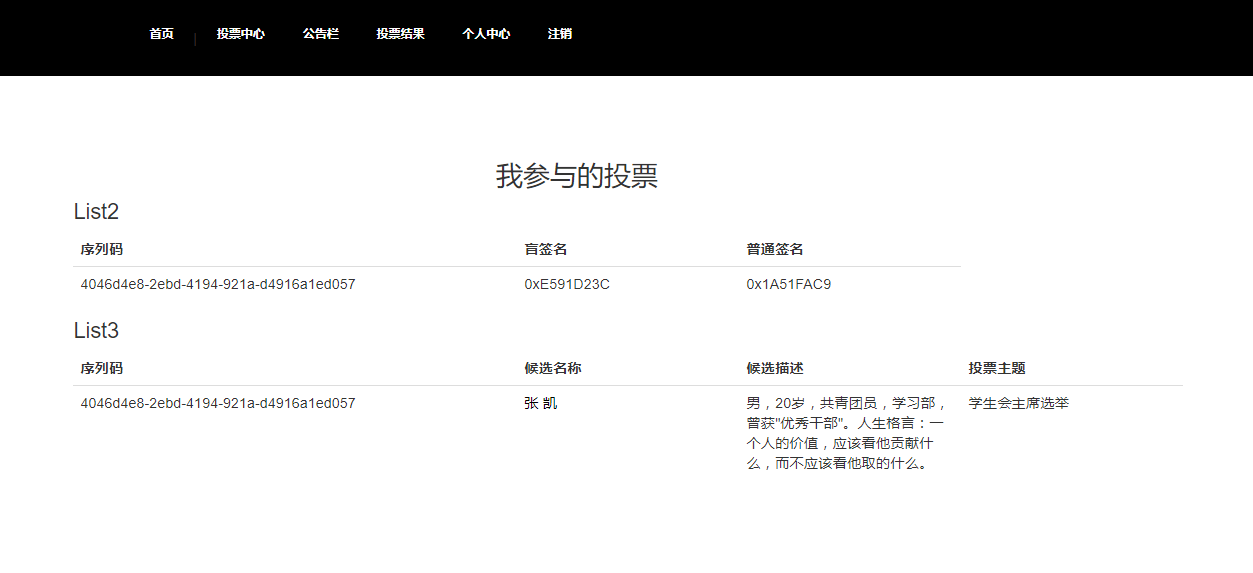 首页 投票中心 公告栏 投票结果 个人中心 注销
我参与的投票
List2
序列码 盲签名 普通签名
4046d4e8-2ebd-4194-921a-d4916a1ed057 0xE591D23C 0x1A51FAC9
List3
序列码 候选名称 候选描述 投票主题
4046d4e8-2ebd-4194-921a-d4916a1ed057 张 凯 男，20岁，共青团员，学习部， 学生会主席选举
曾获"优秀干部"。人生格言：一
个人的价值，应该看他贡献什
么，而不应该看他取的什么。